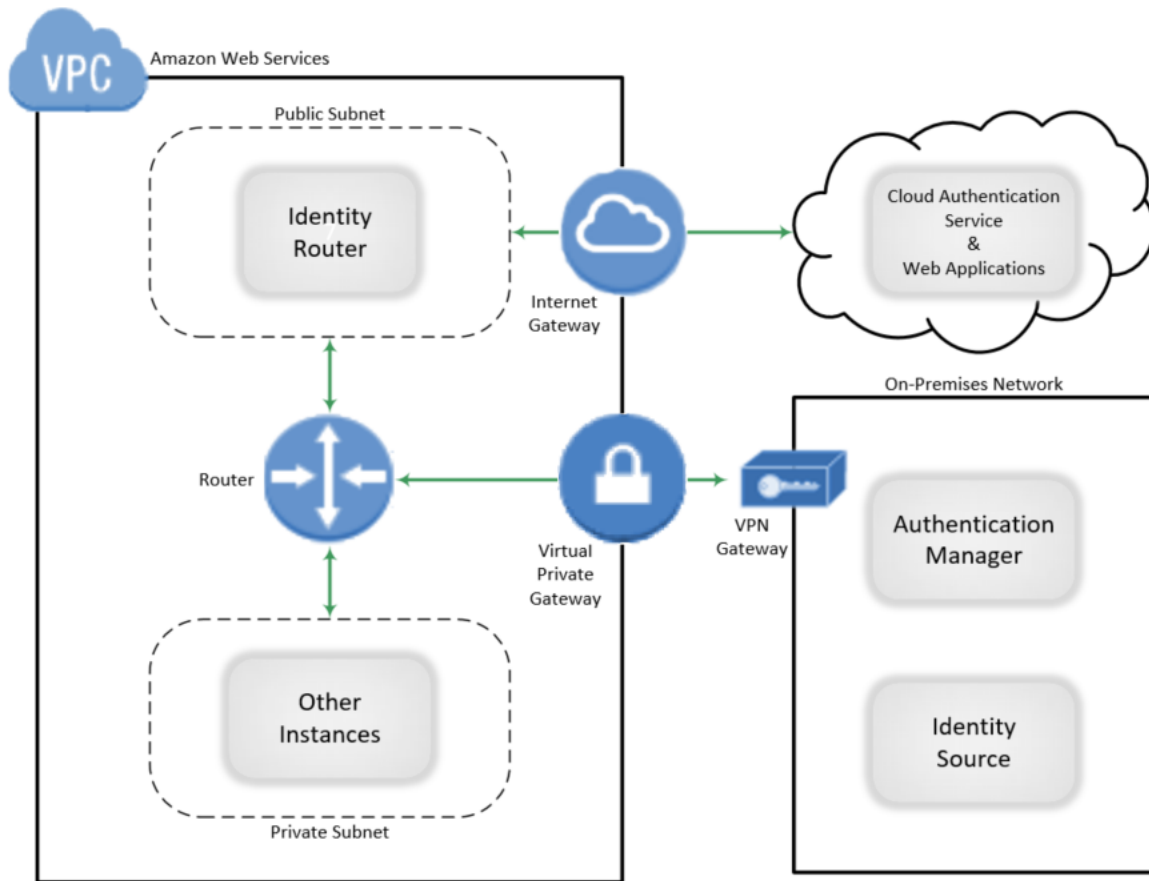 VPC
Amazon Web Services
Public Subnet
Identity
Router
Internet
Gateway
Cloud Authentication
Service
&
Web Applications
On-Premises Network
Router
Virtual
Private
Gateway
VPN
Gateway
Authentication
Manager
Other
Instances
Identity
Source
Private Subnet